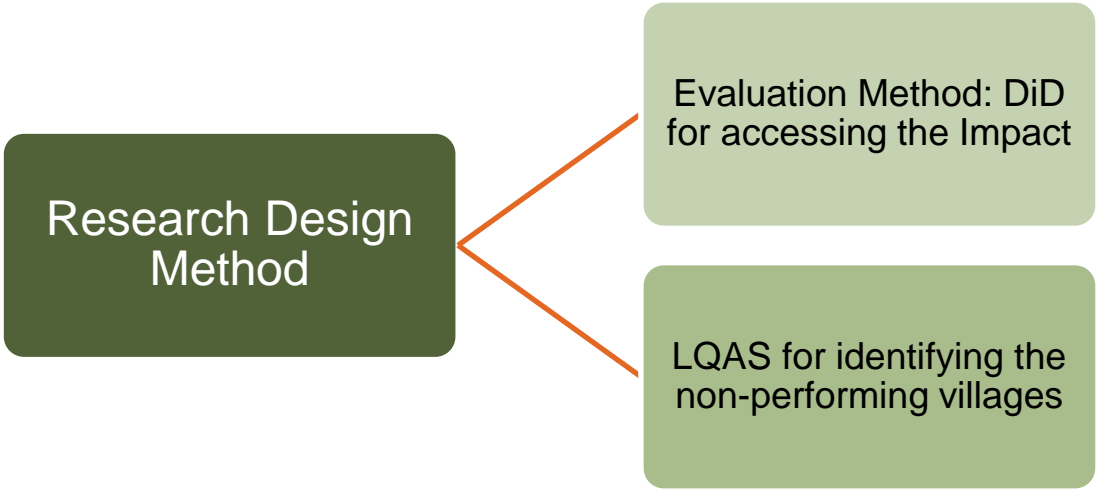 Research Design
Method
Evaluation Method: DiD
for accessing the Impact
LQAS for identifying the
non-performing villages